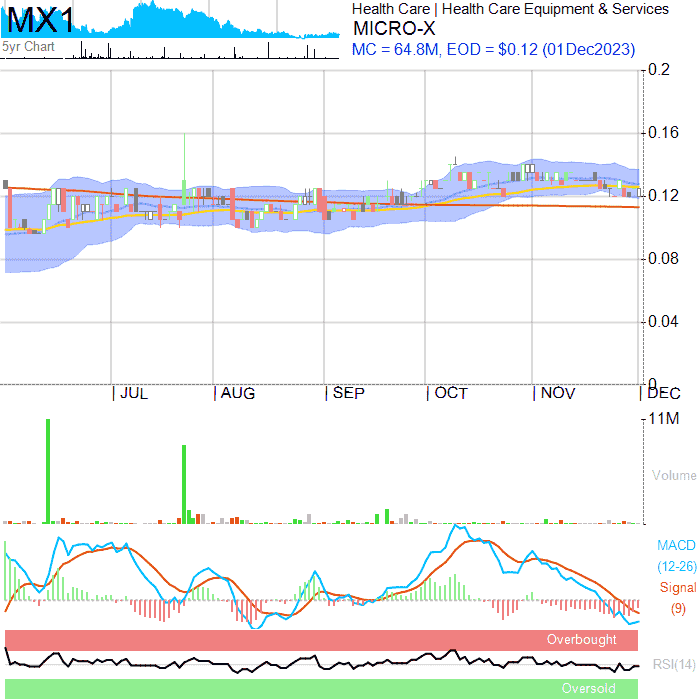 MX1
5yr Chart
Health Care | Health Care Equipment & Services
MICRO-X
MC = 64.8M, EOD = $0.12 (01Dec2023)
0.2
0.16
0.12
0.08
0.04
0
JUL
AUG
SEP
OCT
NOV
DEC
11M
Volume
MACD
(12-26)
Signal
(9)
Overbought
RSI(14)
Oversold